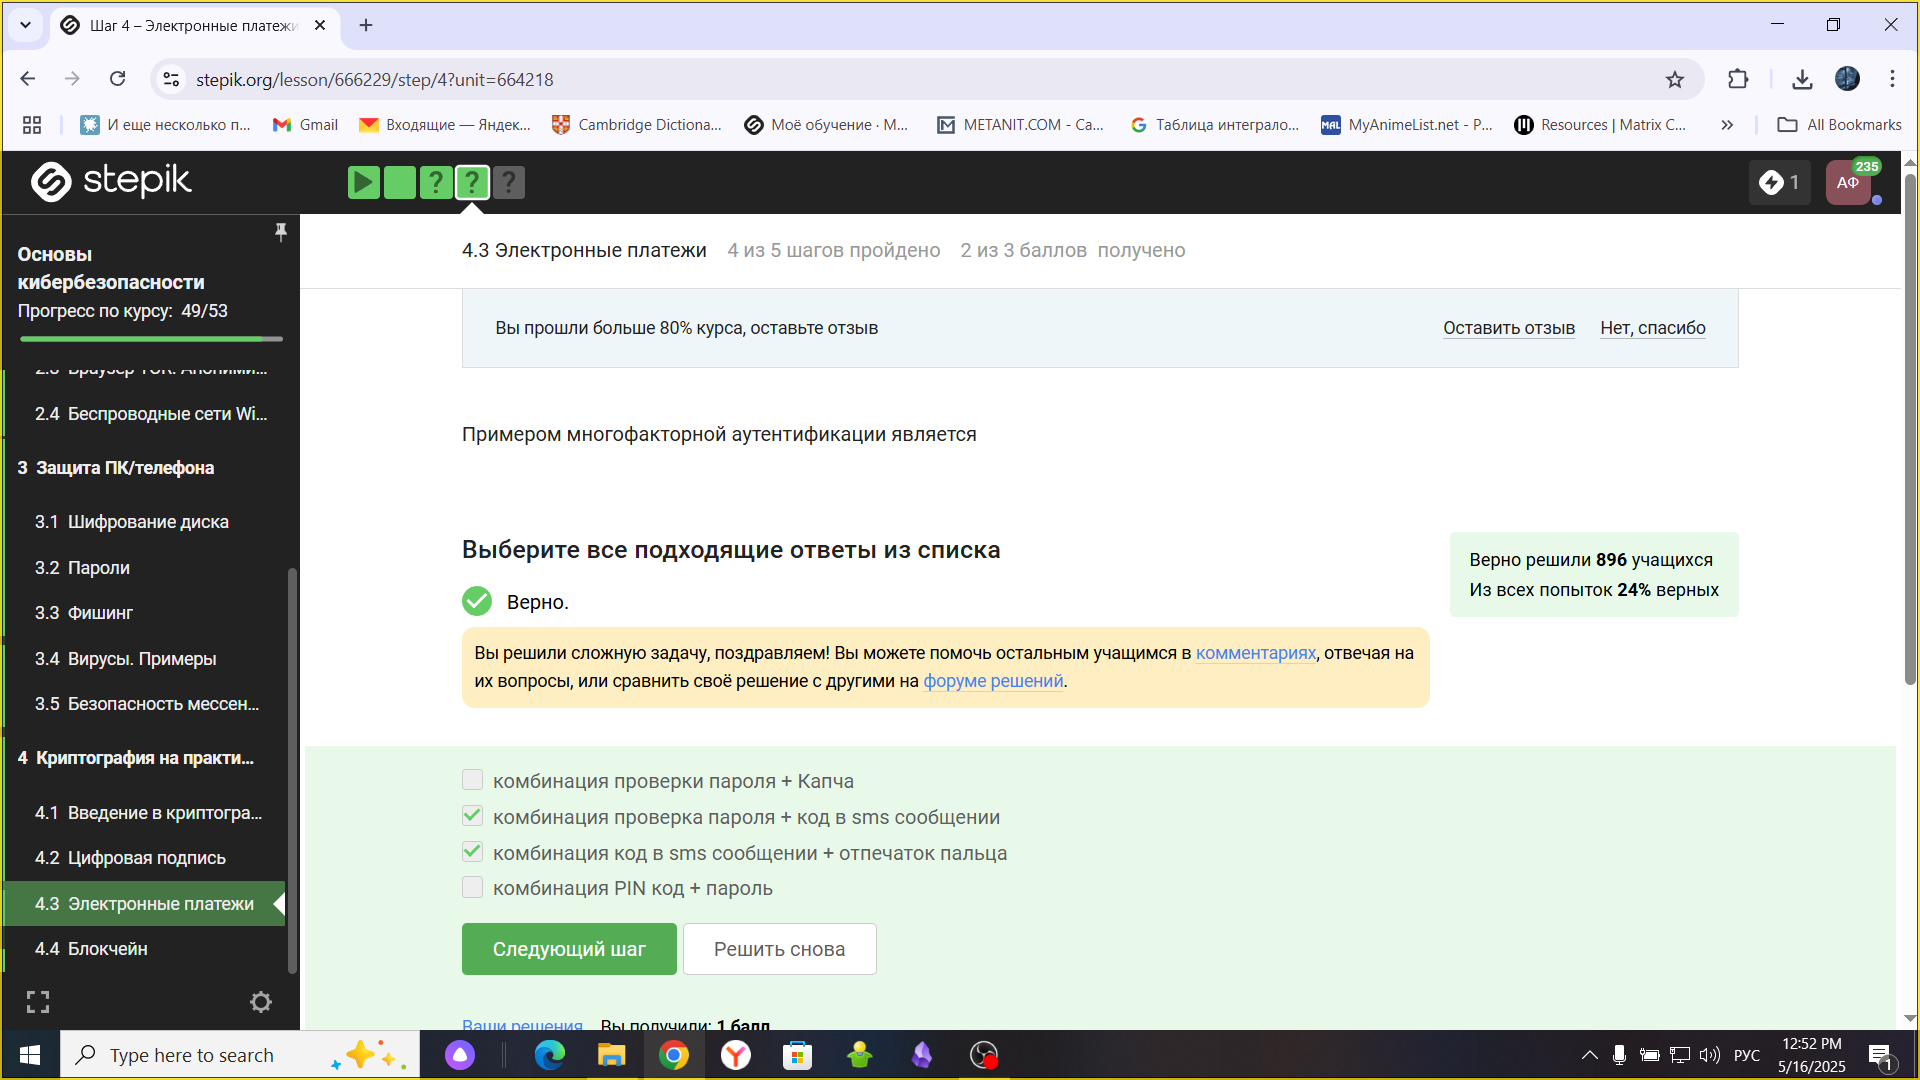 Шаг 4 – Электронные платежи
stepik.org/lesson/666229/step/4?unit=664218
И еще несколько п...
Gmail
Входящие — Яндек...
Cambridge Dictiona...
Моё обучение · М...
METANIT.COM - Са...
Таблица интеграло...
MyAnimeList.net - P...
Resources | Matrix C...
All Bookmarks
stepik
1
АФ
235
Основы
кибербезопасности
Прогресс по курсу: 49/53
2.4 Беспроводные сети Wi...
3 Защита ПК/телефона
3.1 Шифрование диска
3.2 Пароли
3.3 Фишинг
3.4 Вирусы. Примеры
3.5 Безопасность мессен...
4 Криптография на практи...
4.1 Введение в криптогра...
4.2 Цифровая подпись
4.3 Электронные платежи
4.4 Блокчейн
4.3 Электронные платежи 4 из 5 шагов пройдено 2 из 3 баллов получено
Вы прошли больше 80% курса, оставьте отзыв
Оставить отзыв
Нет, спасибо
Примером многофакторной аутентификации является
Выберите все подходящие ответы из списка
Верно.
Верно решили 896 учащихся
Из всех попыток 24% верных
Вы решили сложную задачу, поздравляем! Вы можете помочь остальным учащимся в комментариях, отвечая на
их вопросы, или сравнить своё решение с другими на форуме решений.
комбинация проверки пароля + Капча
комбинация проверка пароля + код в sms сообщении
комбинация код в sms сообщении + отпечаток пальца
комбинация PIN код + пароль
Следующий шаг
Решить снова
Ваши решения Вы получили: 1 балл
Type here to search
РУС
12:52 PM
5/16/2025
1